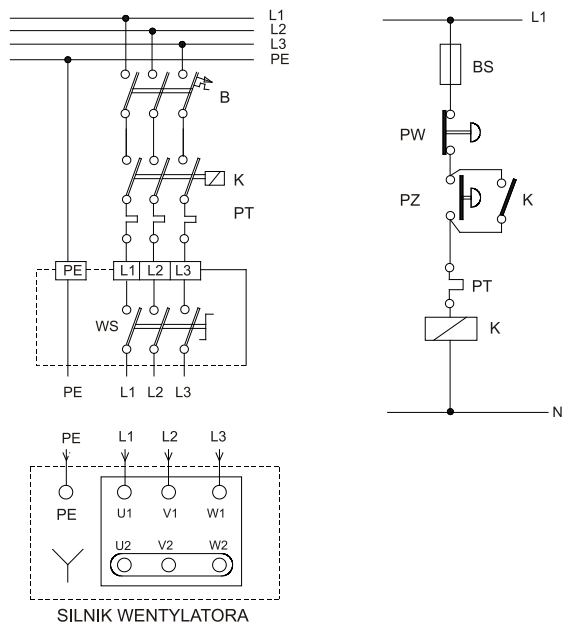 L1
L2
L3
PE
B
K
PT
PE L1 L2 L3
WS
PE L1 L2 L3
PE L1 L2 L3
PE U1 V1 W1
U2 V2 W2
SILNIK WENTYLATORA
L1
BS
PW
PZ K
PT
K
N